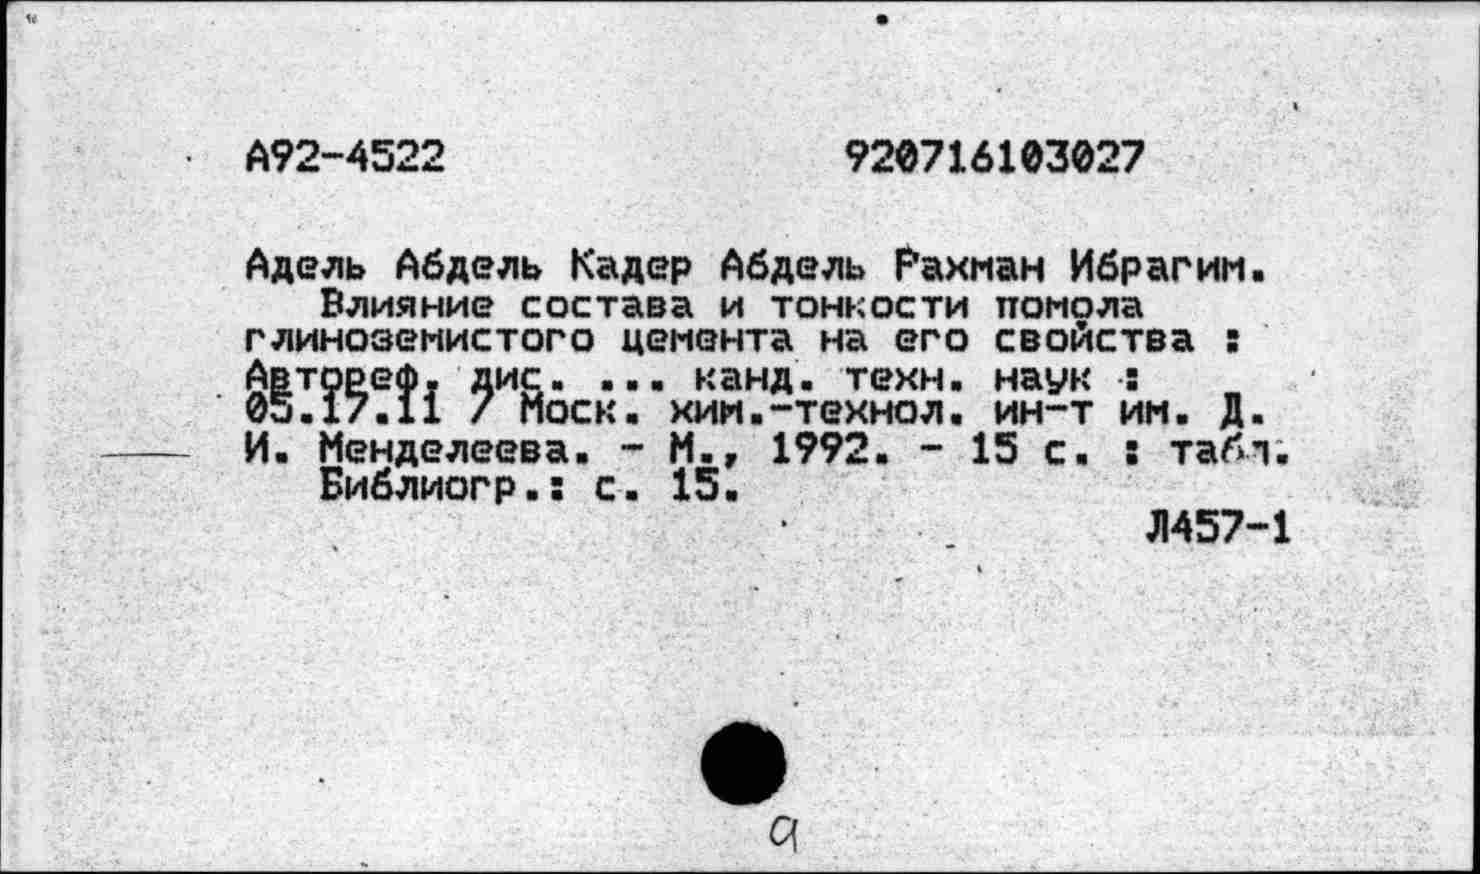 А92-4522 920716103027
Адель Абдель Кадер Абдель Рахман Ибрагим.
Влияние состава и тонкости помола
глиноземистого цемента на его свойства :
Автореф. дис. ... канд. техн. наук :
05.17.11 / Моск. хим.-технол. ин-т им. Д.
И. Менделеева. - М., 1992. - 15 с. : табл.
Библиогр.: с. 15.
Л457-1